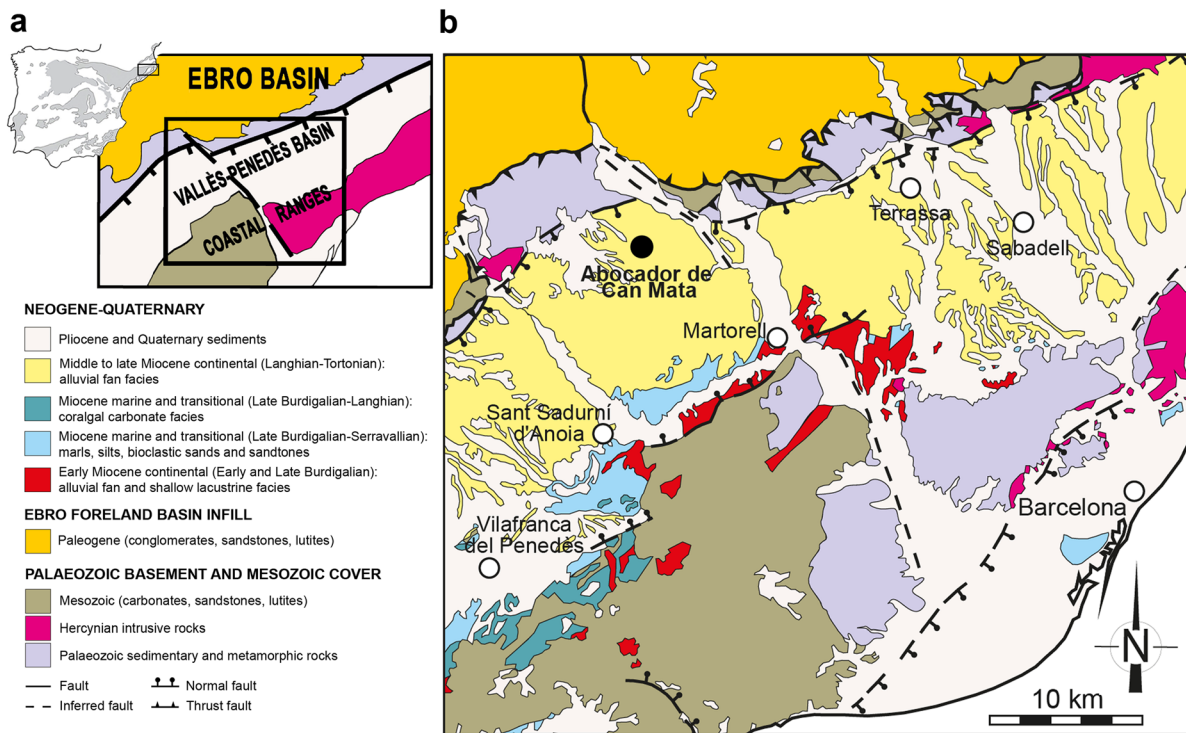 a
EBRO BASIN
VALLÈS-PENEDÈS BASIN
COASTAL RANGES
NEOGENE-QUATERNARY
Pliocene and Quaternary sediments
Middle to late Miocene continental (Langhian-Tortonian):
alluvial fan facies
Miocene marine and transitional (Late Burdigalian-Langhian):
coralgal carbonate facies
Miocene marine and transitional (Late Burdigalian-Serravallian):
marls, silts, bioclastic sands and sandtones
Early Miocene continental (Early and Late Burdigalian):
alluvial fan and shallow lacustrine facies
EBRO FORELAND BASIN INFILL
Paleogene (conglomerates, sandstones, lutites)
PALAEOZOIC BASEMENT AND MESOZOIC COVER
Mesozoic (carbonates, sandstones, lutites)
Hercynian intrusive rocks
Palaeozoic sedimentary and metamorphic rocks
Fault
Normal fault
Inferred fault
Thrust fault
b
Terrassa
Sabadell
Abocador de
Can Mata
Martorell
Sant Sadurní
d'Anoia
Barcelona
Vilafranca
del Penedès
N
10 km